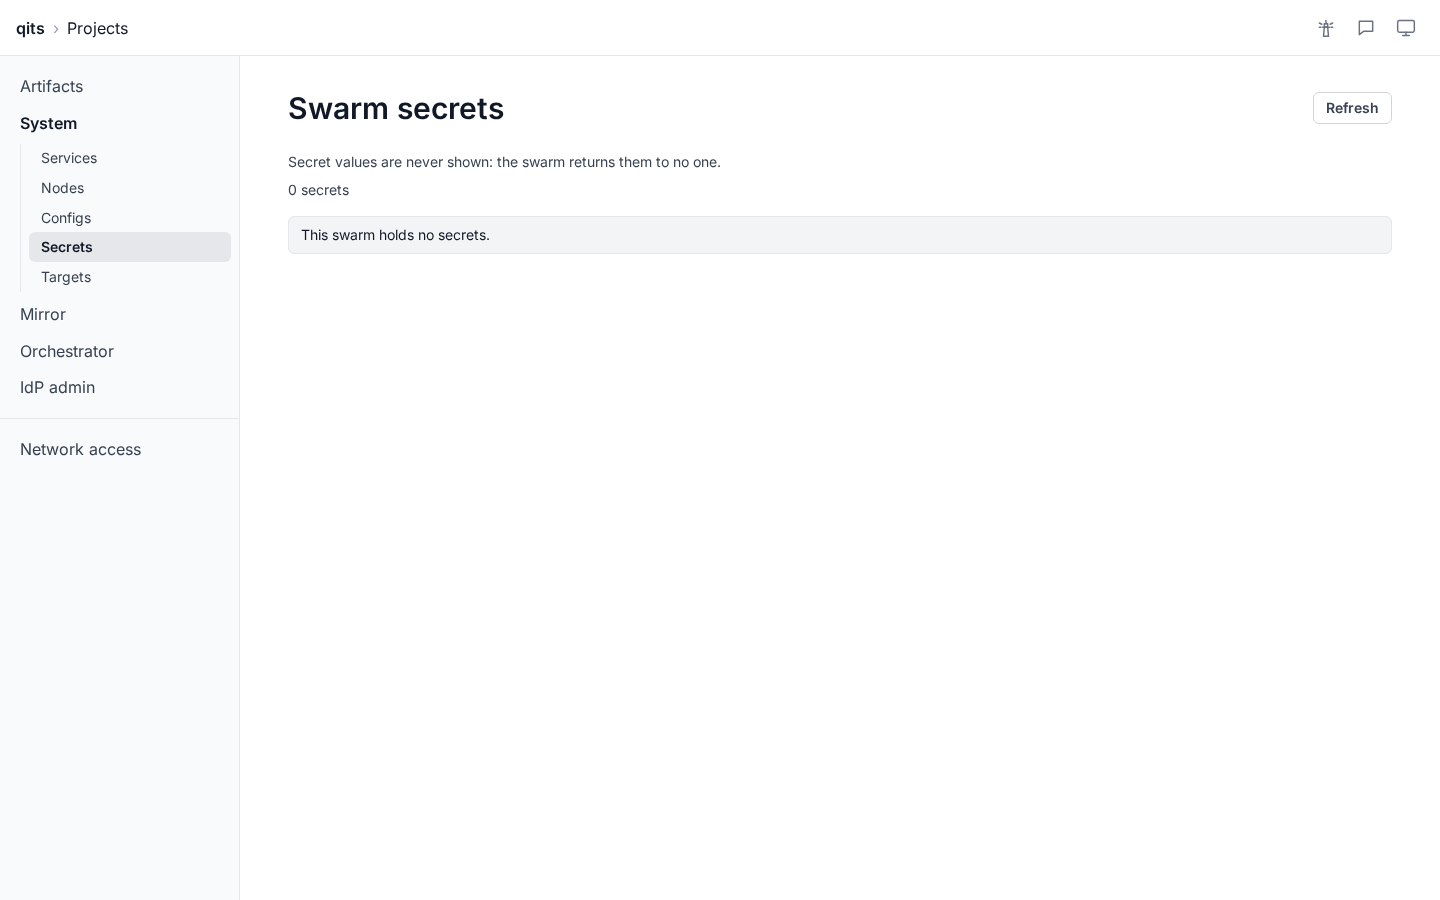 qits › Projects
Artifacts
System
Services
Nodes
Configs
Secrets
Targets
Mirror
Orchestrator
IdP admin
Network access
Swarm secrets
Refresh
Secret values are never shown: the swarm returns them to no one.
0 secrets
This swarm holds no secrets.